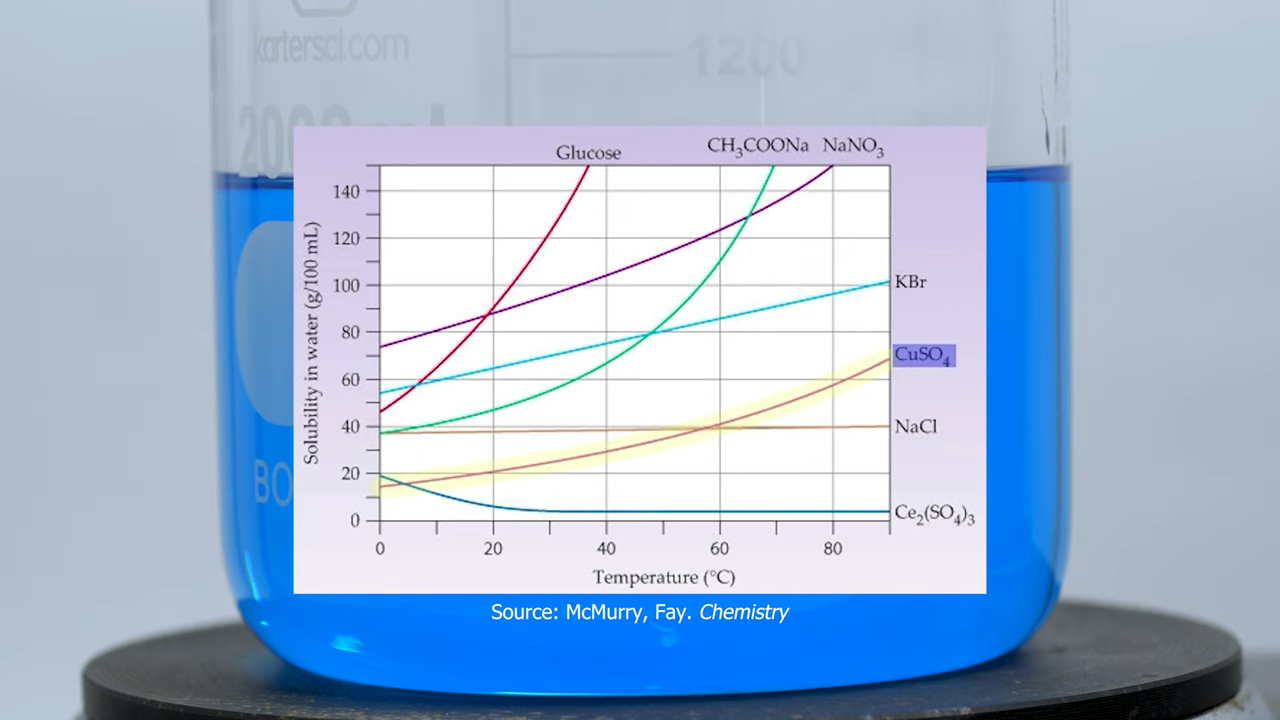 kartersci.com
1200
Glucose
CH₃COONa NaNO₃
140
120
100
80
60
40
20
0
Solubility in water (g/100 mL)
KBr
CuSO₄
NaCl
Ce₂(SO₄)₃
0 20 40 60 80
Temperature (°C)
Source: McMurry, Fay. Chemistry